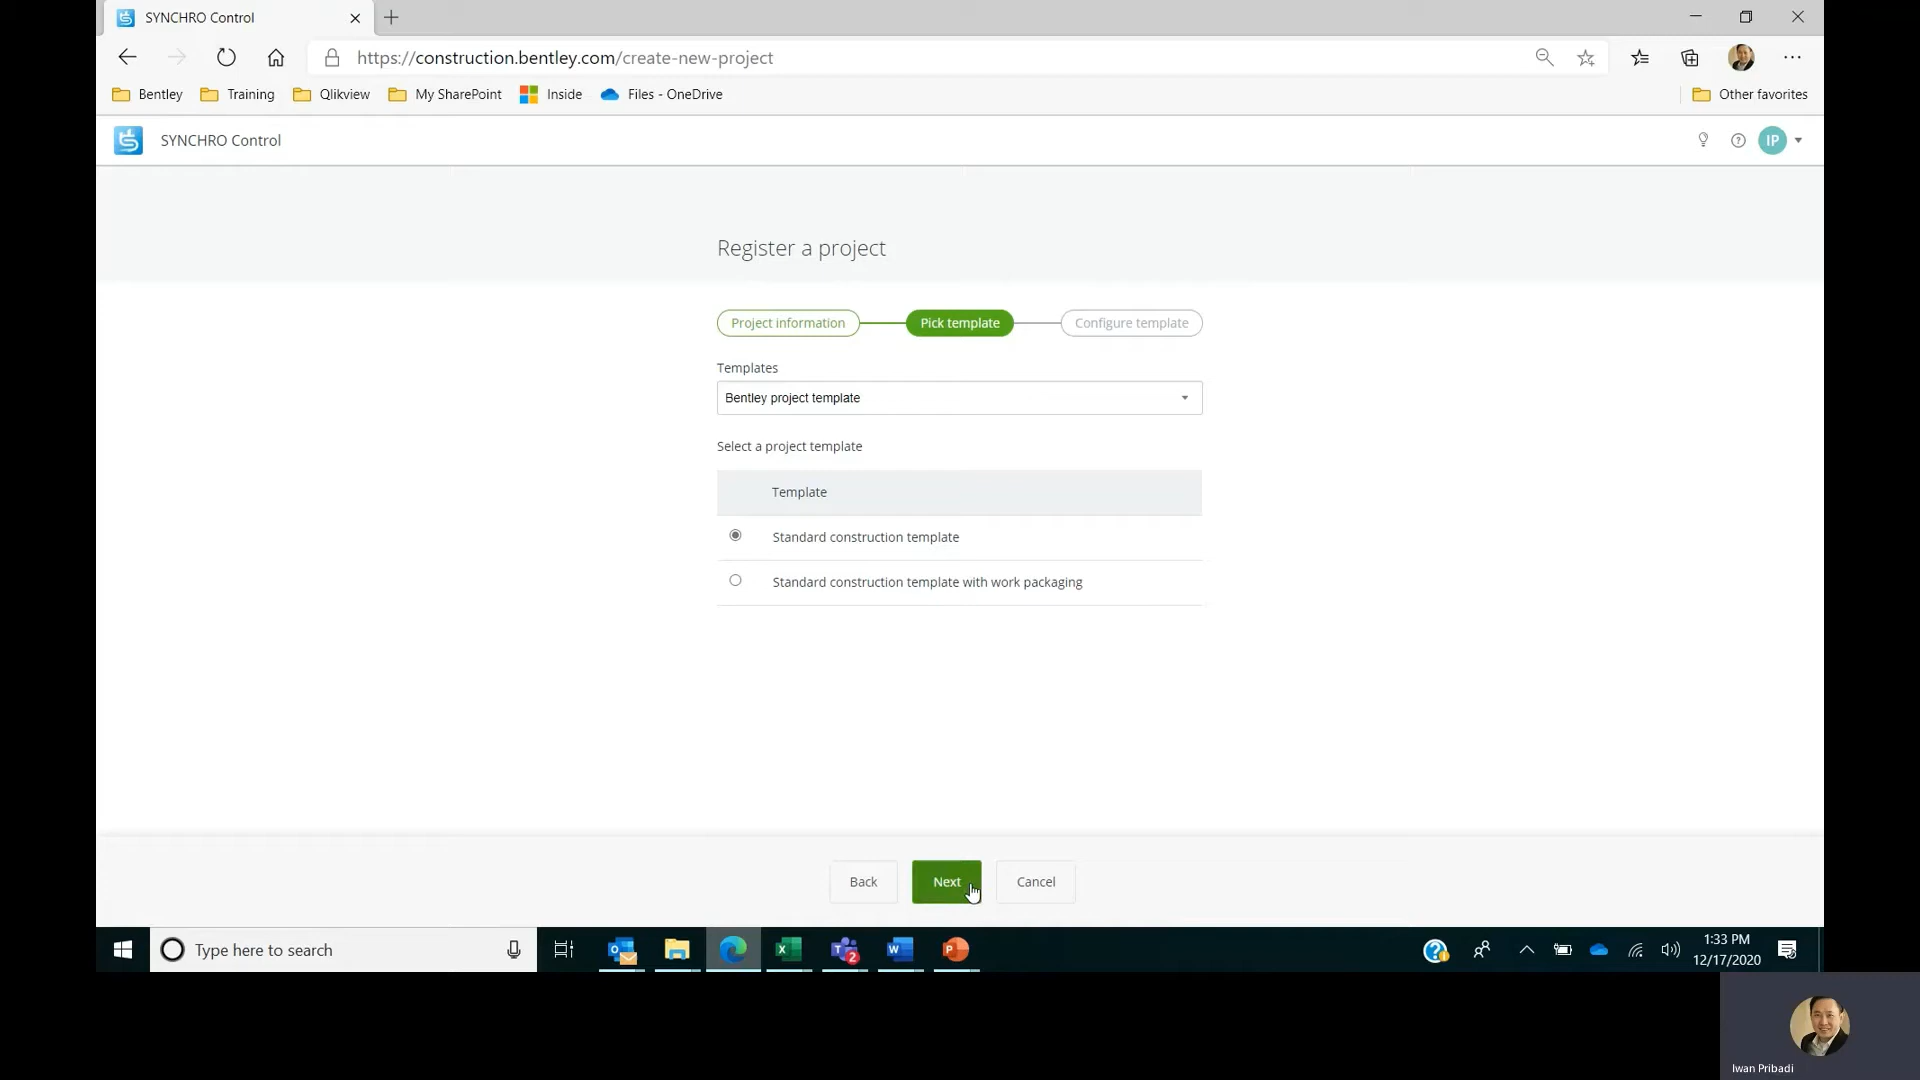 SYNCHRO Control
https://construction.bentley.com/create-new-project
Bentley
Training
Qlikview
My SharePoint
Inside
Files - OneDrive
Other favorites
SYNCHRO Control
IP
Register a project
Project information
Pick template
Configure template
Templates
Bentley project template
Select a project template
Template
Standard construction template
Standard construction template with work packaging
Back
Next
Cancel
Type here to search
2
1:33 PM
12/17/2020
Iwan Pribadi